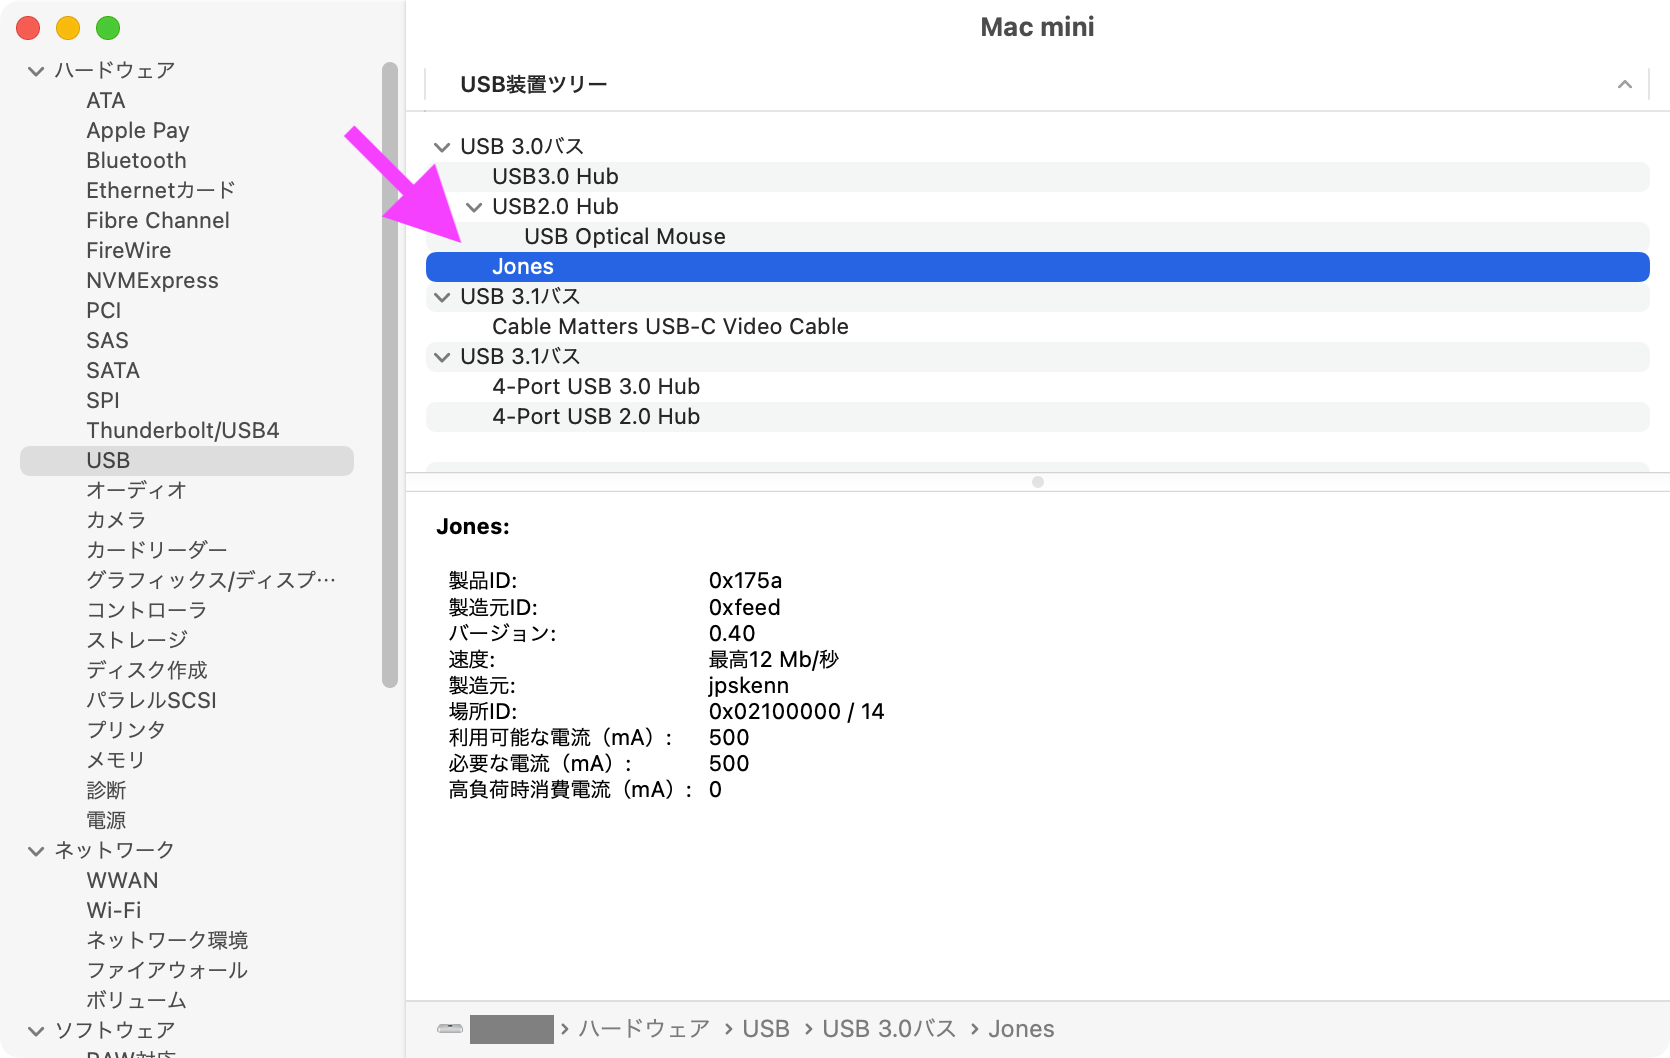 Mac mini
ハードウェア
ATA
Apple Pay
Bluetooth
Ethernetカード
Fibre Channel
FireWire
NVMExpress
PCI
SAS
SATA
SPI
Thunderbolt/USB4
USB
オーディオ
カメラ
カードリーダー
グラフィックス/ディスプ…
コントローラ
ストレージ
ディスク作成
パラレルSCSI
プリンタ
メモリ
診断
電源
ネットワーク
WWAN
Wi-Fi
ネットワーク環境
ファイアウォール
ボリューム
ソフトウェア
RAW対応
USB装置ツリー
USB 3.0バス
USB3.0 Hub
USB2.0 Hub
USB Optical Mouse
Jones
USB 3.1バス
Cable Matters USB-C Video Cable
USB 3.1バス
4-Port USB 3.0 Hub
4-Port USB 2.0 Hub
Jones:
製品ID: 0x175a
製造元ID: 0xfeed
バージョン: 0.40
速度: 最高12 Mb/秒
製造元: jpskenn
場所ID: 0x02100000 / 14
利用可能な電流（mA）: 500
必要な電流（mA）: 500
高負荷時消費電流（mA）: 0
› ハードウェア › USB › USB 3.0バス › Jones